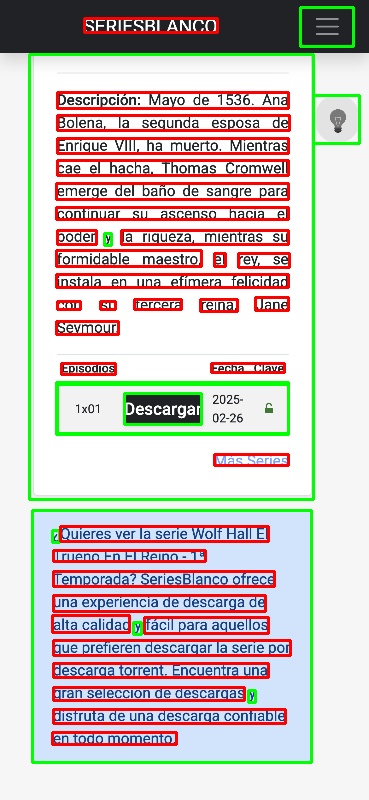 SERIESBLANCO
Descripción: Mayo de 1536. Ana
Bolena, la segunda esposa de
Enrique VIII, ha muerto. Mientras
cae el hacha, Thomas Cromwell
emerge del baño de sangre para
continuar su ascenso hacia el
poder y la riqueza, mientras su
formidable maestro, el rey, se
instala en una efímera felicidad
con su tercera reina, Jane
Seymour.
Episodios Fecha Clave
1x01 Descargar 2025-
02-26
Mas Series
¿Quieres ver la serie Wolf Hall El
Trueno En El Reino - 1ª
Temporada? SeriesBlanco ofrece
una experiencia de descarga de
alta calidad y fácil para aquellos
que prefieren descargar la serie por
descarga torrent. Encuentra una
gran selección de descargas y
disfruta de una descarga confiable
en todo momento.